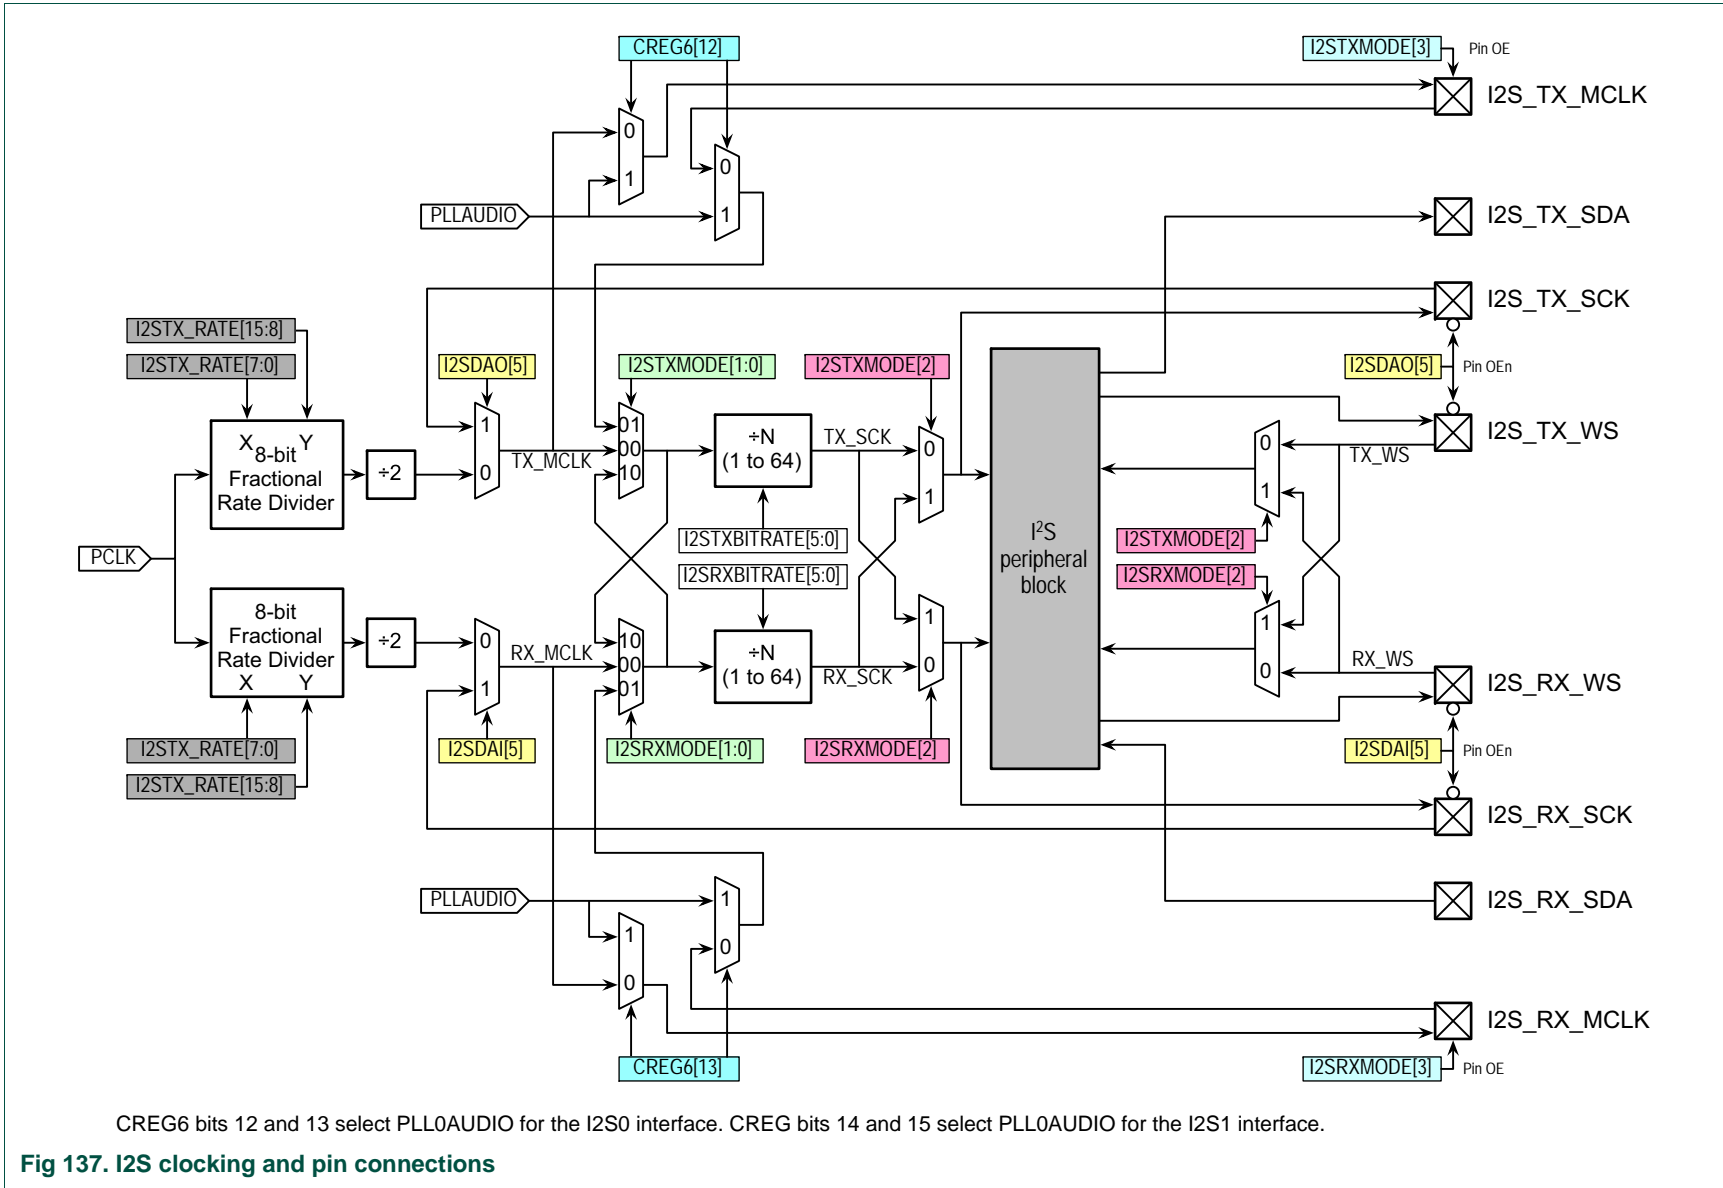 CREG6[12]
I2STXMODE[3]
Pin OE
I2S_TX_MCLK
0
1
0
1
PLLAUDIO
I2S_TX_SDA
I2S_TX_SCK
I2STX_RATE[15:8]
I2STX_RATE[7:0]
I2SDAO[5]
I2STXMODE[1:0]
I2STXMODE[2]
I2SDAO[5]
Pin OEn
X Y
8-bit
Fractional
Rate Divider
÷2
1
0
TX_MCLK
01
00
10
÷N
(1 to 64)
TX_SCK
0
1
0
1
TX_WS
I2S_TX_WS
I2STXBITRATE[5:0]
I2SRXBITRATE[5:0]
I2STXMODE[2]
I2SRXMODE[2]
PCLK
I2S
peripheral
block
8-bit
Fractional
Rate Divider
X Y
÷2
0
1
RX_MCLK
10
00
01
÷N
(1 to 64)
RX_SCK
1
0
1
0
RX_WS
I2S_RX_WS
I2STX_RATE[7:0]
I2STX_RATE[15:8]
I2SDAI[5]
I2SRXMODE[1:0]
I2SRXMODE[2]
I2SDAI[5]
Pin OEn
I2S_RX_SCK
PLLAUDIO
1
0
1
0
I2S_RX_SDA
I2S_RX_MCLK
CREG6[13]
I2SRXMODE[3]
Pin OE
CREG6 bits 12 and 13 select PLL0AUDIO for the I2S0 interface. CREG bits 14 and 15 select PLL0AUDIO for the I2S1 interface.
Fig 137. I2S clocking and pin connections